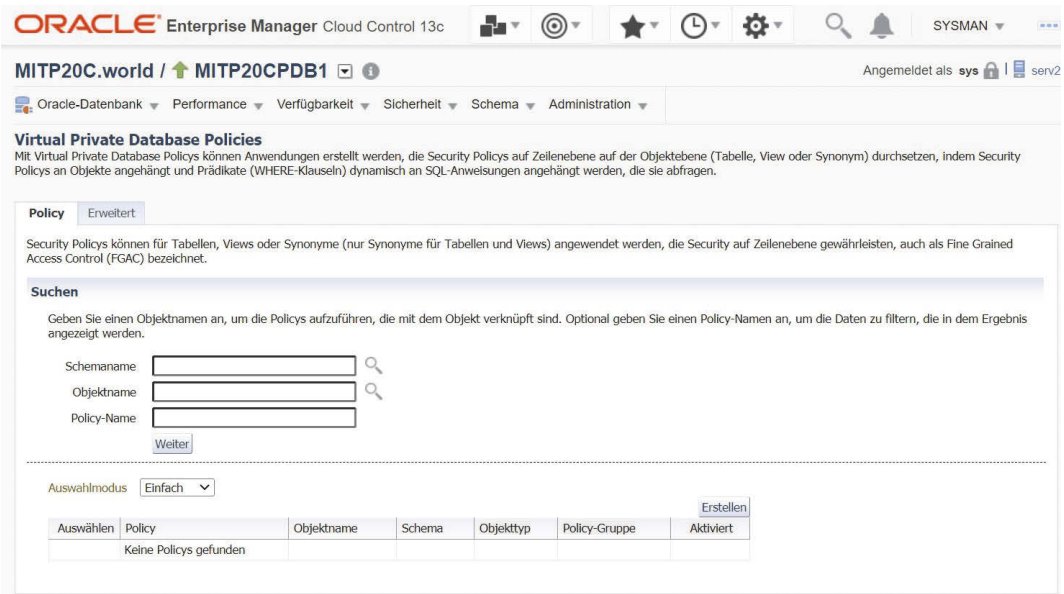 ORACLE Enterprise Manager Cloud Control 13c
SYSMAN
MITP20C.world / MITP20CPDB1
Angemeldet als sys
serv2
Oracle-Datenbank Performance Verfügbarkeit Sicherheit Schema Administration
Virtual Private Database Policies
Mit Virtual Private Database Policys können Anwendungen erstellt werden, die Security Policys auf Zeilenebene auf der Objektebene (Tabelle, View oder Synonym) durchsetzen, indem Security
Policys an Objekte angehängt und Prädikate (WHERE-Klauseln) dynamisch an SQL-Anweisungen angehängt werden, die sie abfragen.
Policy Erweitert
Security Policys können für Tabellen, Views oder Synonyme (nur Synonyme für Tabellen und Views) angewendet werden, die Security auf Zeilenebene gewährleisten, auch als Fine Grained
Access Control (FGAC) bezeichnet.
Suchen
Geben Sie einen Objektnamen an, um die Policys aufzuführen, die mit dem Objekt verknüpft sind. Optional geben Sie einen Policy-Namen an, um die Daten zu filtern, die in dem Ergebnis
angezeigt werden.
Schemaname
Objektname
Policy-Name
Weiter
Auswahlmodus Einfach
Erstellen
Auswählen Policy Objektname Schema Objekttyp Policy-Gruppe Aktiviert
Keine Policys gefunden